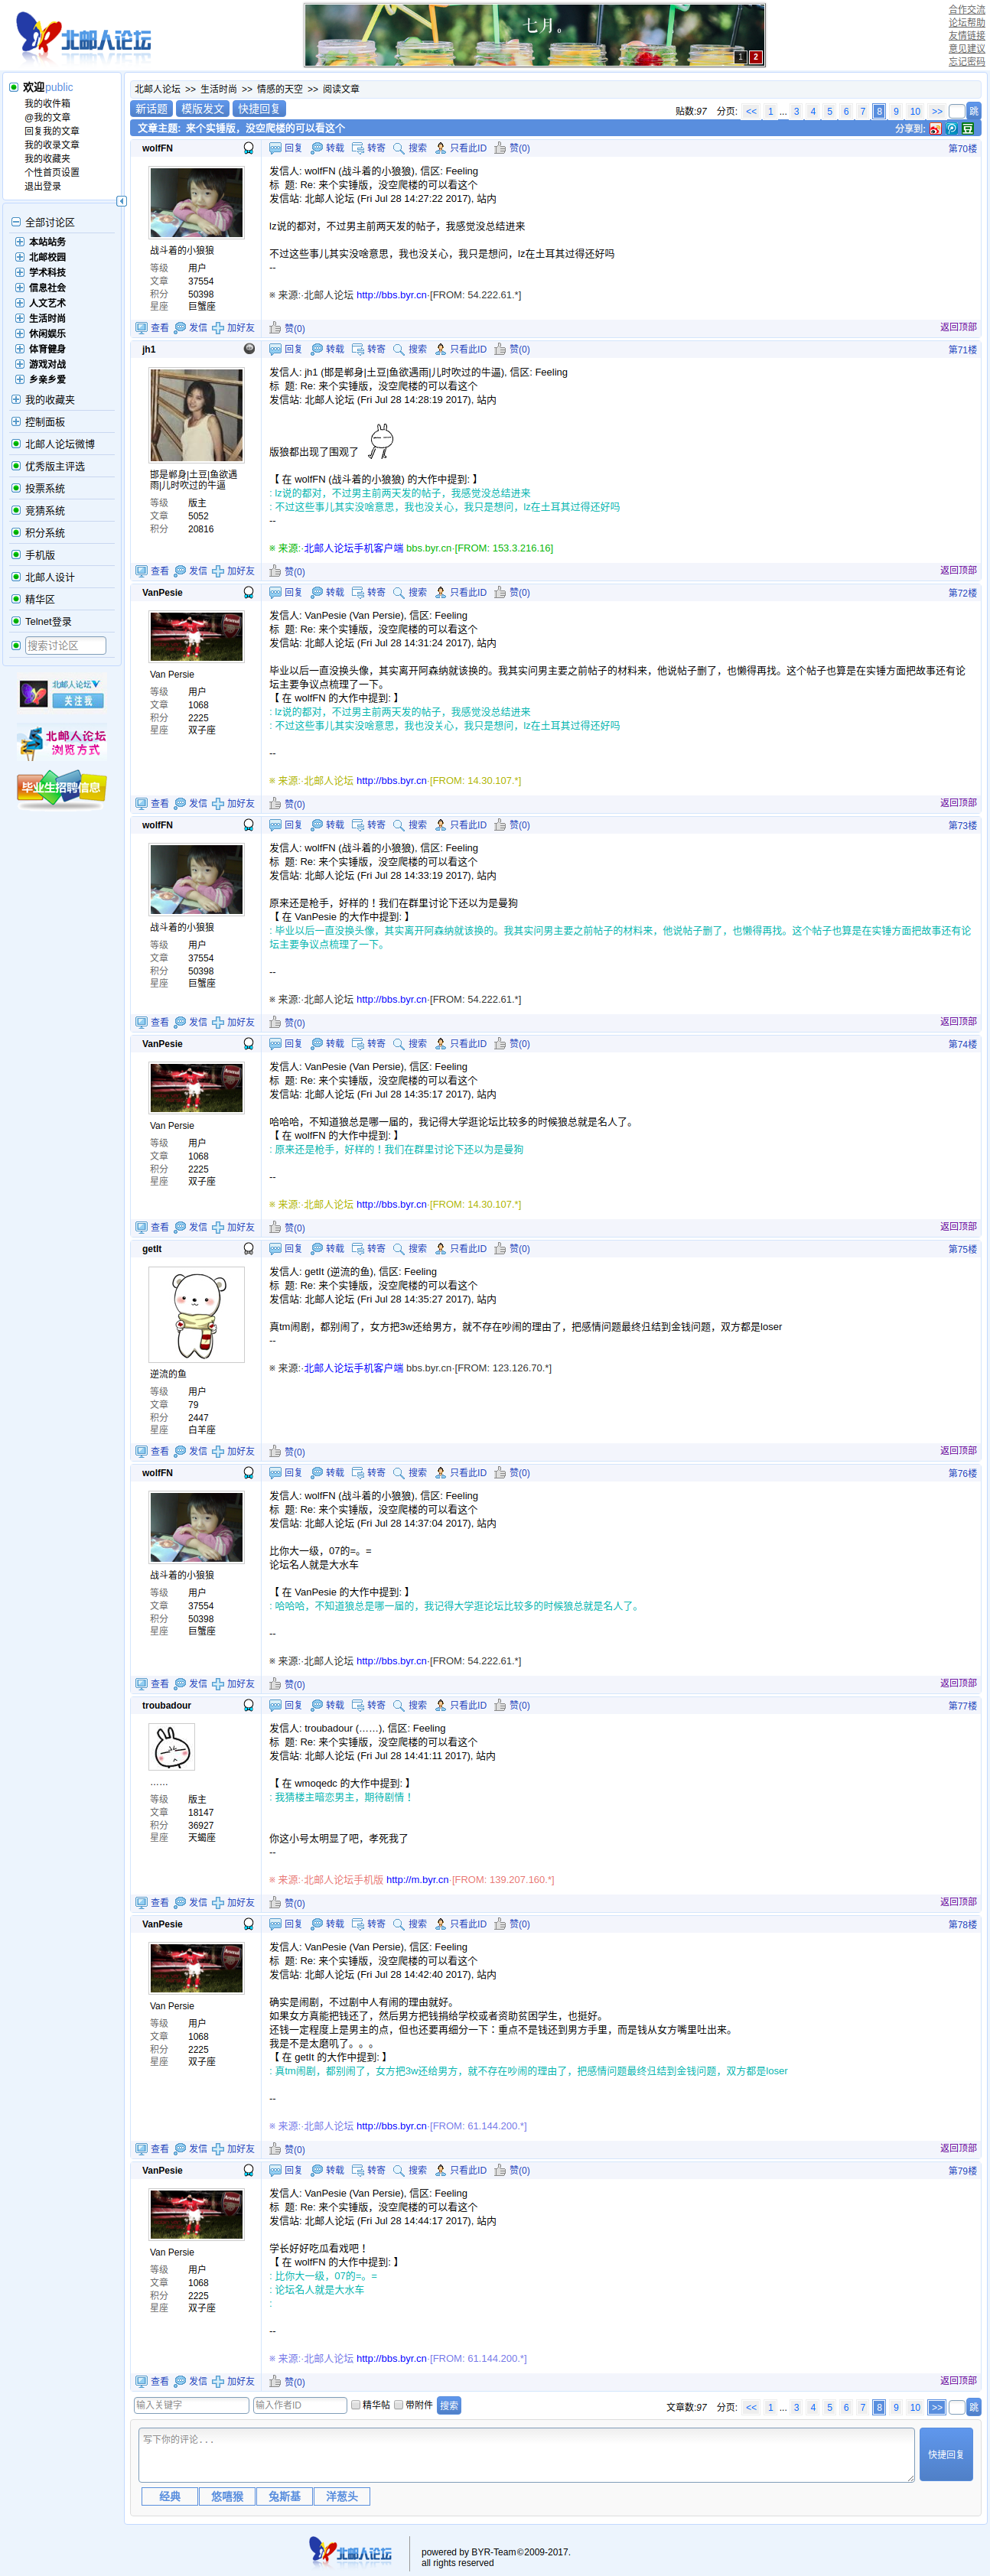 北邮人论坛
七月。
1 2
合作交流
论坛帮助
友情链接
意见建议
忘记密码
欢迎public
我的收件箱
@我的文章
回复我的文章
我的收录文章
我的收藏夹
个性首页设置
退出登录
全部讨论区
本站站务
北邮校园
学术科技
信息社会
人文艺术
生活时尚
休闲娱乐
体育健身
游戏对战
乡亲乡爱
我的收藏夹
控制面板
北邮人论坛微博
优秀版主评选
投票系统
竞猜系统
积分系统
手机版
北邮人设计
精华区
Telnet登录
搜索讨论区
北邮人论坛
关注我
北邮人论坛
浏览方式
毕业生招聘信息
北邮人论坛 >> 生活时尚 >> 情感的天空 >> 阅读文章
新话题 模版发文 快捷回复
贴数:97 分页: << 1 ... 3 4 5 6 7 8 9 10 >> 跳
文章主题: 来个实锤版，没空爬楼的可以看这个 分享到:
wolfFN 回复 转载 转寄 搜索 只看此ID 赞(0) 第70楼
战斗着的小狼狼
等级 用户
文章 37554
积分 50398
星座 巨蟹座
发信人: wolfFN (战斗着的小狼狼), 信区: Feeling
标 题: Re: 来个实锤版，没空爬楼的可以看这个
发信站: 北邮人论坛 (Fri Jul 28 14:27:22 2017), 站内
lz说的都对，不过男主前两天发的帖子，我感觉没总结进来
不过这些事儿其实没啥意思，我也没关心，我只是想问，lz在土耳其过得还好吗
--
※ 来源:·北邮人论坛 http://bbs.byr.cn·[FROM: 54.222.61.*]
查看 发信 加好友 赞(0) 返回顶部
jh1 回复 转载 转寄 搜索 只看此ID 赞(0) 第71楼
邯是郸身|土豆|鱼欲遇
雨|儿时吹过的牛逼
等级 版主
文章 5052
积分 20816
发信人: jh1 (邯是郸身|土豆|鱼欲遇雨|儿时吹过的牛逼), 信区: Feeling
标 题: Re: 来个实锤版，没空爬楼的可以看这个
发信站: 北邮人论坛 (Fri Jul 28 14:28:19 2017), 站内
版狼都出现了围观了
【 在 wolfFN (战斗着的小狼狼) 的大作中提到: 】
: lz说的都对，不过男主前两天发的帖子，我感觉没总结进来
: 不过这些事儿其实没啥意思，我也没关心，我只是想问，lz在土耳其过得还好吗
--
※ 来源:·北邮人论坛手机客户端 bbs.byr.cn·[FROM: 153.3.216.16]
查看 发信 加好友 赞(0) 返回顶部
VanPesie 回复 转载 转寄 搜索 只看此ID 赞(0) 第72楼
Van Persie
等级 用户
文章 1068
积分 2225
星座 双子座
发信人: VanPesie (Van Persie), 信区: Feeling
标 题: Re: 来个实锤版，没空爬楼的可以看这个
发信站: 北邮人论坛 (Fri Jul 28 14:31:24 2017), 站内
毕业以后一直没换头像，其实离开阿森纳就该换的。我其实问男主要之前帖子的材料来，他说帖子删了，也懒得再找。这个帖子也算是在实锤方面把故事还有论
坛主要争议点梳理了一下。
【 在 wolfFN 的大作中提到: 】
: lz说的都对，不过男主前两天发的帖子，我感觉没总结进来
: 不过这些事儿其实没啥意思，我也没关心，我只是想问，lz在土耳其过得还好吗
--
※ 来源:·北邮人论坛 http://bbs.byr.cn·[FROM: 14.30.107.*]
查看 发信 加好友 赞(0) 返回顶部
wolfFN 回复 转载 转寄 搜索 只看此ID 赞(0) 第73楼
战斗着的小狼狼
等级 用户
文章 37554
积分 50398
星座 巨蟹座
发信人: wolfFN (战斗着的小狼狼), 信区: Feeling
标 题: Re: 来个实锤版，没空爬楼的可以看这个
发信站: 北邮人论坛 (Fri Jul 28 14:33:19 2017), 站内
原来还是枪手，好样的！我们在群里讨论下还以为是曼狗
【 在 VanPesie 的大作中提到: 】
: 毕业以后一直没换头像，其实离开阿森纳就该换的。我其实问男主要之前帖子的材料来，他说帖子删了，也懒得再找。这个帖子也算是在实锤方面把故事还有论
坛主要争议点梳理了一下。
--
※ 来源:·北邮人论坛 http://bbs.byr.cn·[FROM: 54.222.61.*]
查看 发信 加好友 赞(0) 返回顶部
VanPesie 回复 转载 转寄 搜索 只看此ID 赞(0) 第74楼
Van Persie
等级 用户
文章 1068
积分 2225
星座 双子座
发信人: VanPesie (Van Persie), 信区: Feeling
标 题: Re: 来个实锤版，没空爬楼的可以看这个
发信站: 北邮人论坛 (Fri Jul 28 14:35:17 2017), 站内
哈哈哈，不知道狼总是哪一届的，我记得大学逛论坛比较多的时候狼总就是名人了。
【 在 wolfFN 的大作中提到: 】
: 原来还是枪手，好样的！我们在群里讨论下还以为是曼狗
--
※ 来源:·北邮人论坛 http://bbs.byr.cn·[FROM: 14.30.107.*]
查看 发信 加好友 赞(0) 返回顶部
getIt 回复 转载 转寄 搜索 只看此ID 赞(0) 第75楼
逆流的鱼
等级 用户
文章 79
积分 2447
星座 白羊座
发信人: getIt (逆流的鱼), 信区: Feeling
标 题: Re: 来个实锤版，没空爬楼的可以看这个
发信站: 北邮人论坛 (Fri Jul 28 14:35:27 2017), 站内
真tm闹剧，都别闹了，女方把3w还给男方，就不存在吵闹的理由了，把感情问题最终归结到金钱问题，双方都是loser
--
※ 来源:·北邮人论坛手机客户端 bbs.byr.cn·[FROM: 123.126.70.*]
查看 发信 加好友 赞(0) 返回顶部
wolfFN 回复 转载 转寄 搜索 只看此ID 赞(0) 第76楼
战斗着的小狼狼
等级 用户
文章 37554
积分 50398
星座 巨蟹座
发信人: wolfFN (战斗着的小狼狼), 信区: Feeling
标 题: Re: 来个实锤版，没空爬楼的可以看这个
发信站: 北邮人论坛 (Fri Jul 28 14:37:04 2017), 站内
比你大一级，07的=。=
论坛名人就是大水车
【 在 VanPesie 的大作中提到: 】
: 哈哈哈，不知道狼总是哪一届的，我记得大学逛论坛比较多的时候狼总就是名人了。
--
※ 来源:·北邮人论坛 http://bbs.byr.cn·[FROM: 54.222.61.*]
查看 发信 加好友 赞(0) 返回顶部
troubadour 回复 转载 转寄 搜索 只看此ID 赞(0) 第77楼
……
等级 版主
文章 18147
积分 36927
星座 天蝎座
发信人: troubadour (……), 信区: Feeling
标 题: Re: 来个实锤版，没空爬楼的可以看这个
发信站: 北邮人论坛 (Fri Jul 28 14:41:11 2017), 站内
【 在 wmoqedc 的大作中提到: 】
: 我猜楼主暗恋男主，期待剧情！
你这小号太明显了吧，孝死我了
--
※ 来源:·北邮人论坛手机版 http://m.byr.cn·[FROM: 139.207.160.*]
查看 发信 加好友 赞(0) 返回顶部
VanPesie 回复 转载 转寄 搜索 只看此ID 赞(0) 第78楼
Van Persie
等级 用户
文章 1068
积分 2225
星座 双子座
发信人: VanPesie (Van Persie), 信区: Feeling
标 题: Re: 来个实锤版，没空爬楼的可以看这个
发信站: 北邮人论坛 (Fri Jul 28 14:42:40 2017), 站内
确实是闹剧，不过剧中人有闹的理由就好。
如果女方真能把钱还了，然后男方把钱捐给学校或者资助贫困学生，也挺好。
还钱一定程度上是男主的点，但也还要再细分一下：重点不是钱还到男方手里，而是钱从女方嘴里吐出来。
我是不是太磨叽了。。。
【 在 getIt 的大作中提到: 】
: 真tm闹剧，都别闹了，女方把3w还给男方，就不存在吵闹的理由了，把感情问题最终归结到金钱问题，双方都是loser
--
※ 来源:·北邮人论坛 http://bbs.byr.cn·[FROM: 61.144.200.*]
查看 发信 加好友 赞(0) 返回顶部
VanPesie 回复 转载 转寄 搜索 只看此ID 赞(0) 第79楼
Van Persie
等级 用户
文章 1068
积分 2225
星座 双子座
发信人: VanPesie (Van Persie), 信区: Feeling
标 题: Re: 来个实锤版，没空爬楼的可以看这个
发信站: 北邮人论坛 (Fri Jul 28 14:44:17 2017), 站内
学长好好吃瓜看戏吧！
【 在 wolfFN 的大作中提到: 】
: 比你大一级，07的=。=
: 论坛名人就是大水车
:
--
※ 来源:·北邮人论坛 http://bbs.byr.cn·[FROM: 61.144.200.*]
查看 发信 加好友 赞(0) 返回顶部
输入关键字 输入作者ID 精华帖 带附件 搜索
文章数:97 分页: << 1 ... 3 4 5 6 7 8 9 10 >> 跳
写下你的评论...
快捷回复
经典 悠嘻猴 兔斯基 洋葱头
北邮人论坛
powered by BYR-Team©2009-2017.
all rights reserved